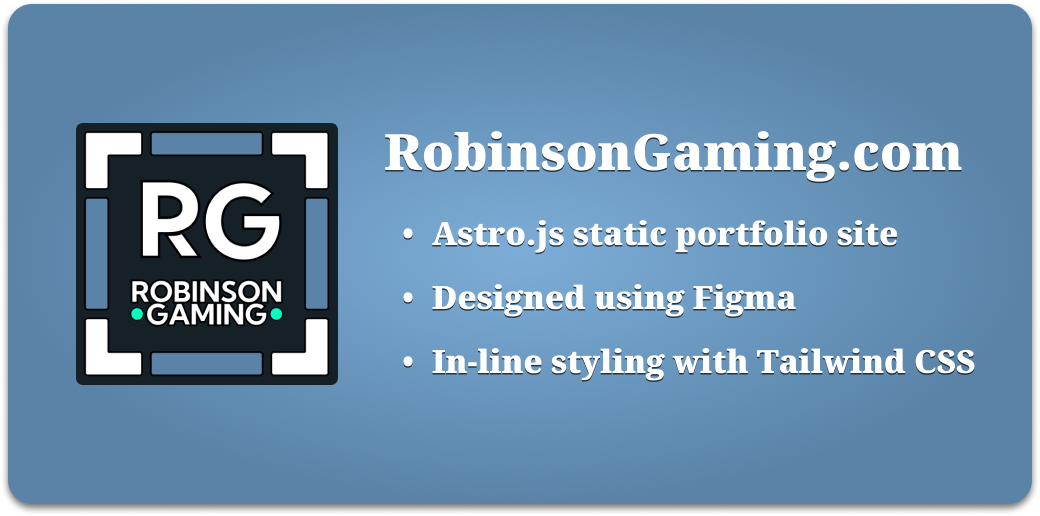 RG
ROBINSON
•GAMING•
RobinsonGaming.com
• Astro.js static portfolio site
• Designed using Figma
• In-line styling with Tailwind CSS